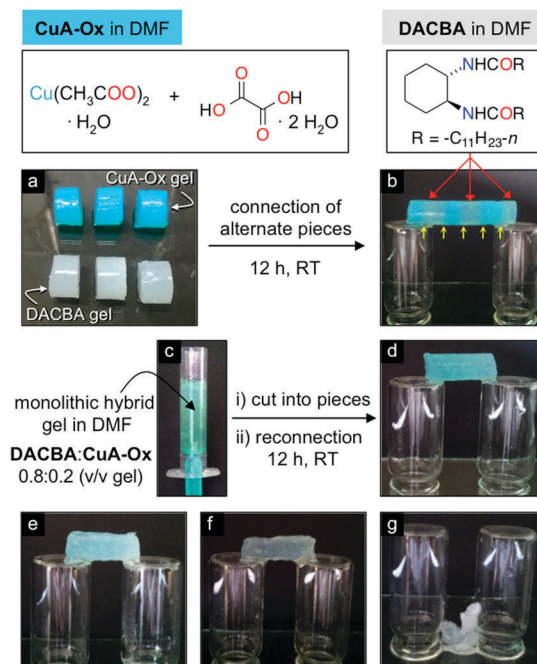 CuA-Ox in DMF
DACBA in DMF
Cu(CH₃COO)₂
· H₂O
+
HO
O
OH
O
· 2 H₂O
NHCOR
NHCOR
R = -C₁₁H₂₃-n
a
CuA-Ox gel
DACBA gel
connection of
alternate pieces
12 h, RT
b
c
monolithic hybrid
gel in DMF
DACBA:CuA-Ox
0.8:0.2 (v/v gel)
i) cut into pieces
ii) reconnection
12 h, RT
d
e
f
g